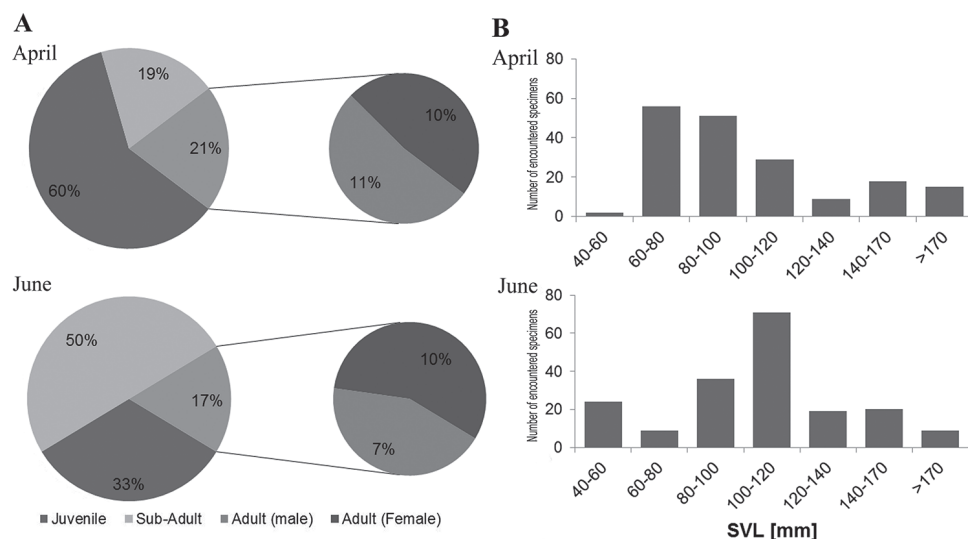 A
April
19%
21%
60%
10%
11%
June
50%
17%
33%
10%
7%
Juvenile Sub-Adult Adult (male) Adult (Female)
B
April
Number of encountered specimens
80
60
40
20
0
40-60 60-80 80-100 100-120 120-140 140-170 >170
June
Number of encountered specimens
80
60
40
20
0
40-60 60-80 80-100 100-120 120-140 140-170 >170
SVL [mm]